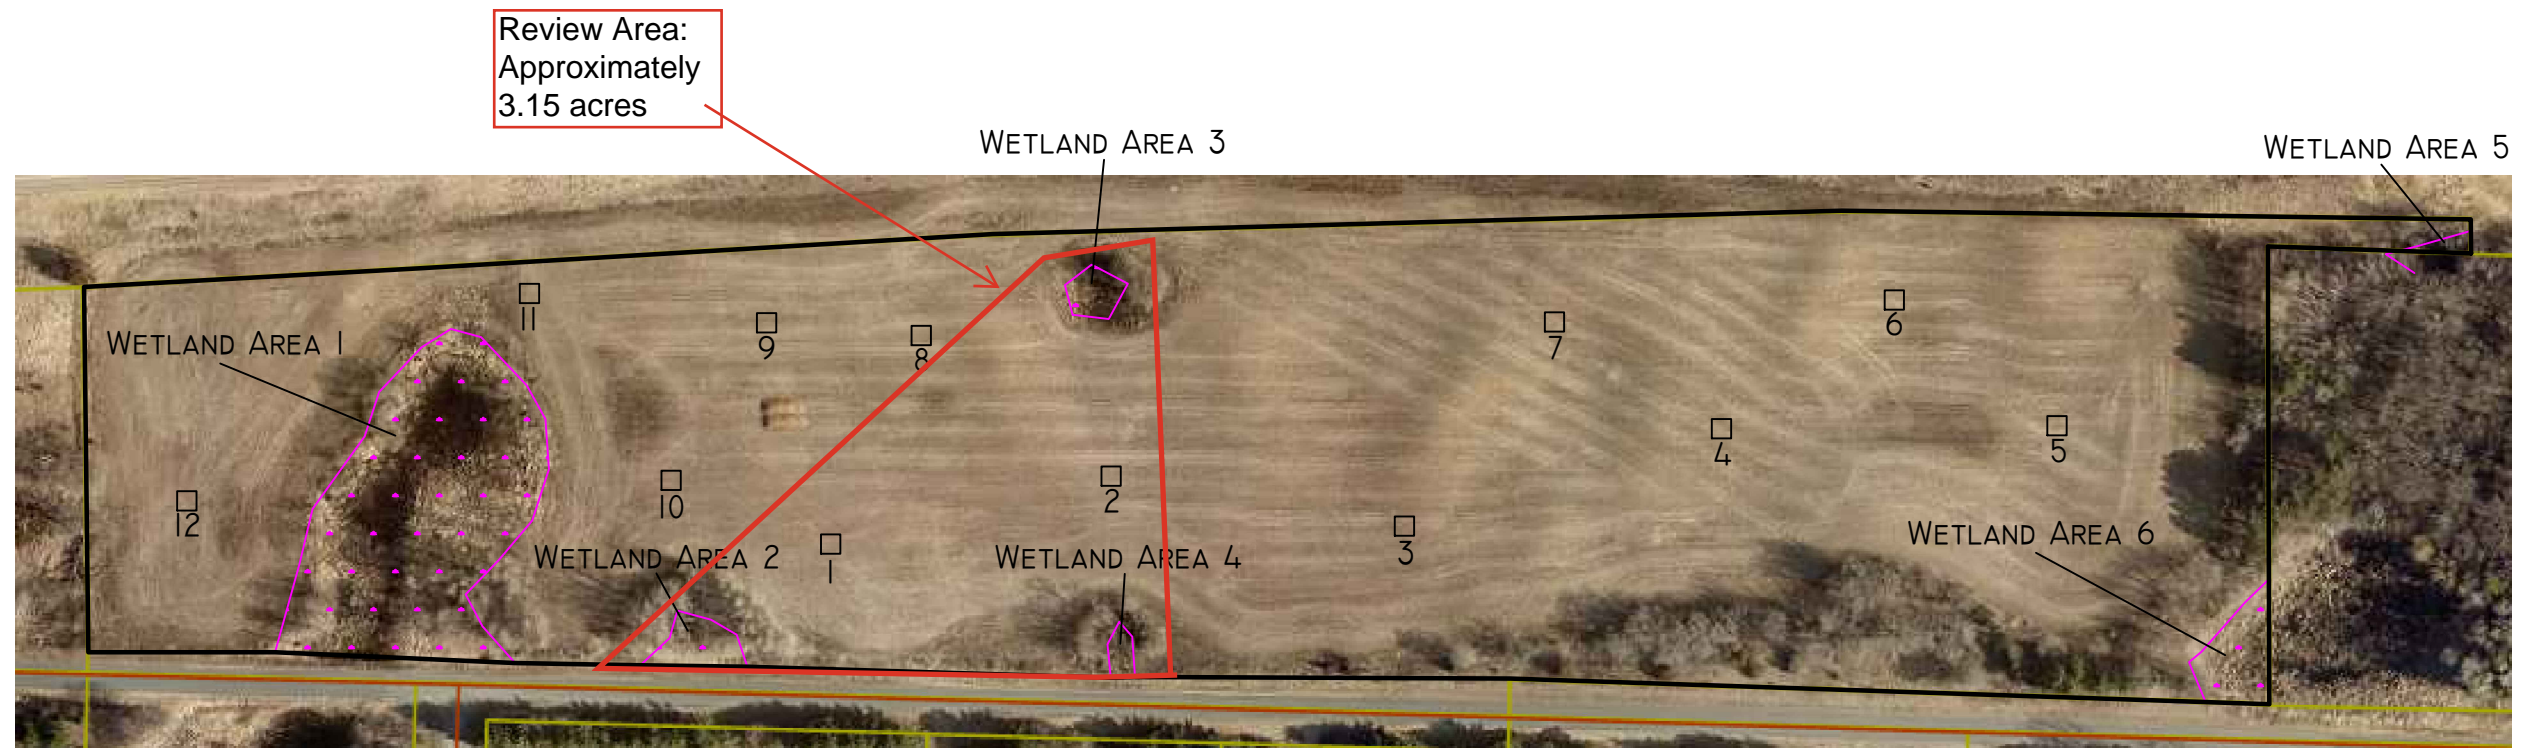 Review Area:
Approximately
3.15 acres
WETLAND AREA 3
WETLAND AREA 5
11
6
9
7
8
WETLAND AREA 1
5
4
2
10
12
3
WETLAND AREA 6
1
WETLAND AREA 2
WETLAND AREA 4